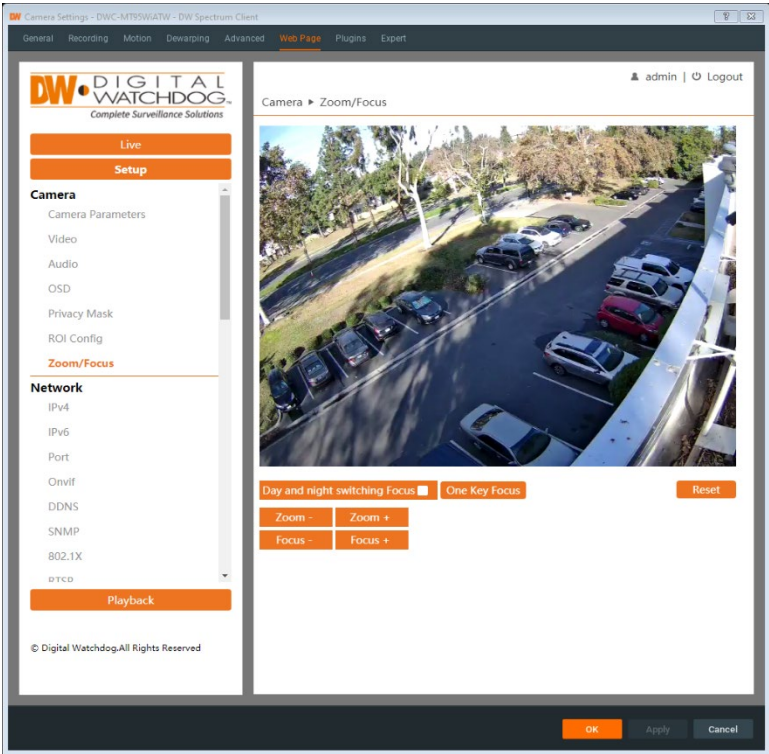 DW Camera Settings - DWC-MT95WiATW - DW Spectrum Client
General Recording Motion Dewarping Advanced Web Page Plugins Expert
DW DIGITAL
WATCHDOG
Complete Surveillance Solutions
admin | Logout
Camera ▶ Zoom/Focus
Live
Setup
Camera
Camera Parameters
Video
Audio
OSD
Privacy Mask
ROI Config
Zoom/Focus
Network
IPv4
IPv6
Port
Onvif
DDNS
SNMP
802.1X
RTSP
Playback
© Digital Watchdog.All Rights Reserved
Day and night switching Focus One Key Focus Reset
Zoom - Zoom +
Focus - Focus +
OK Apply Cancel